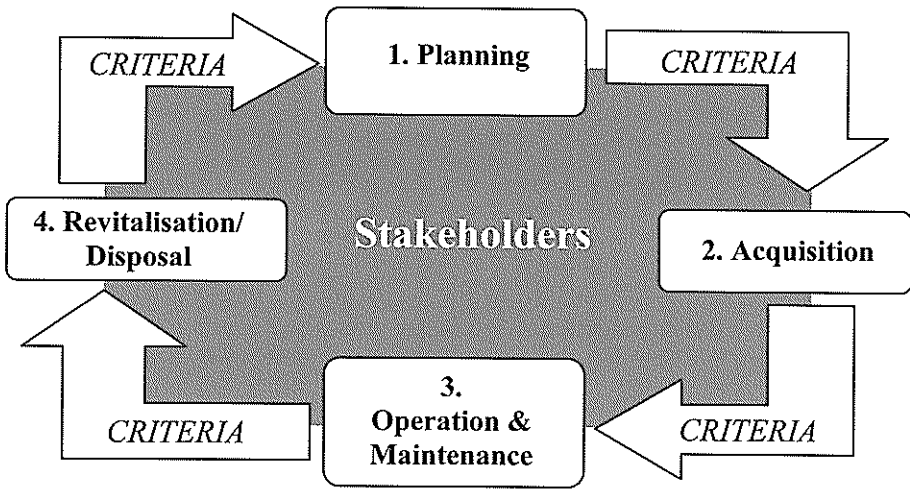 CRITERIA
1. Planning
CRITERIA
4. Revitalisation/
Disposal
Stakeholders
2. Acquisition
CRITERIA
3.
Operation &
Maintenance
CRITERIA